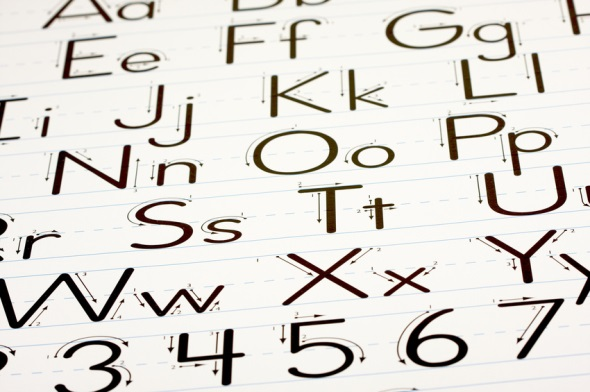 Aa
Ee Ff Gg
Ii Jj Kk Ll
Nn Oo Pp
r Ss Tt U
Ww Xx Yy
3 4 5 6 7